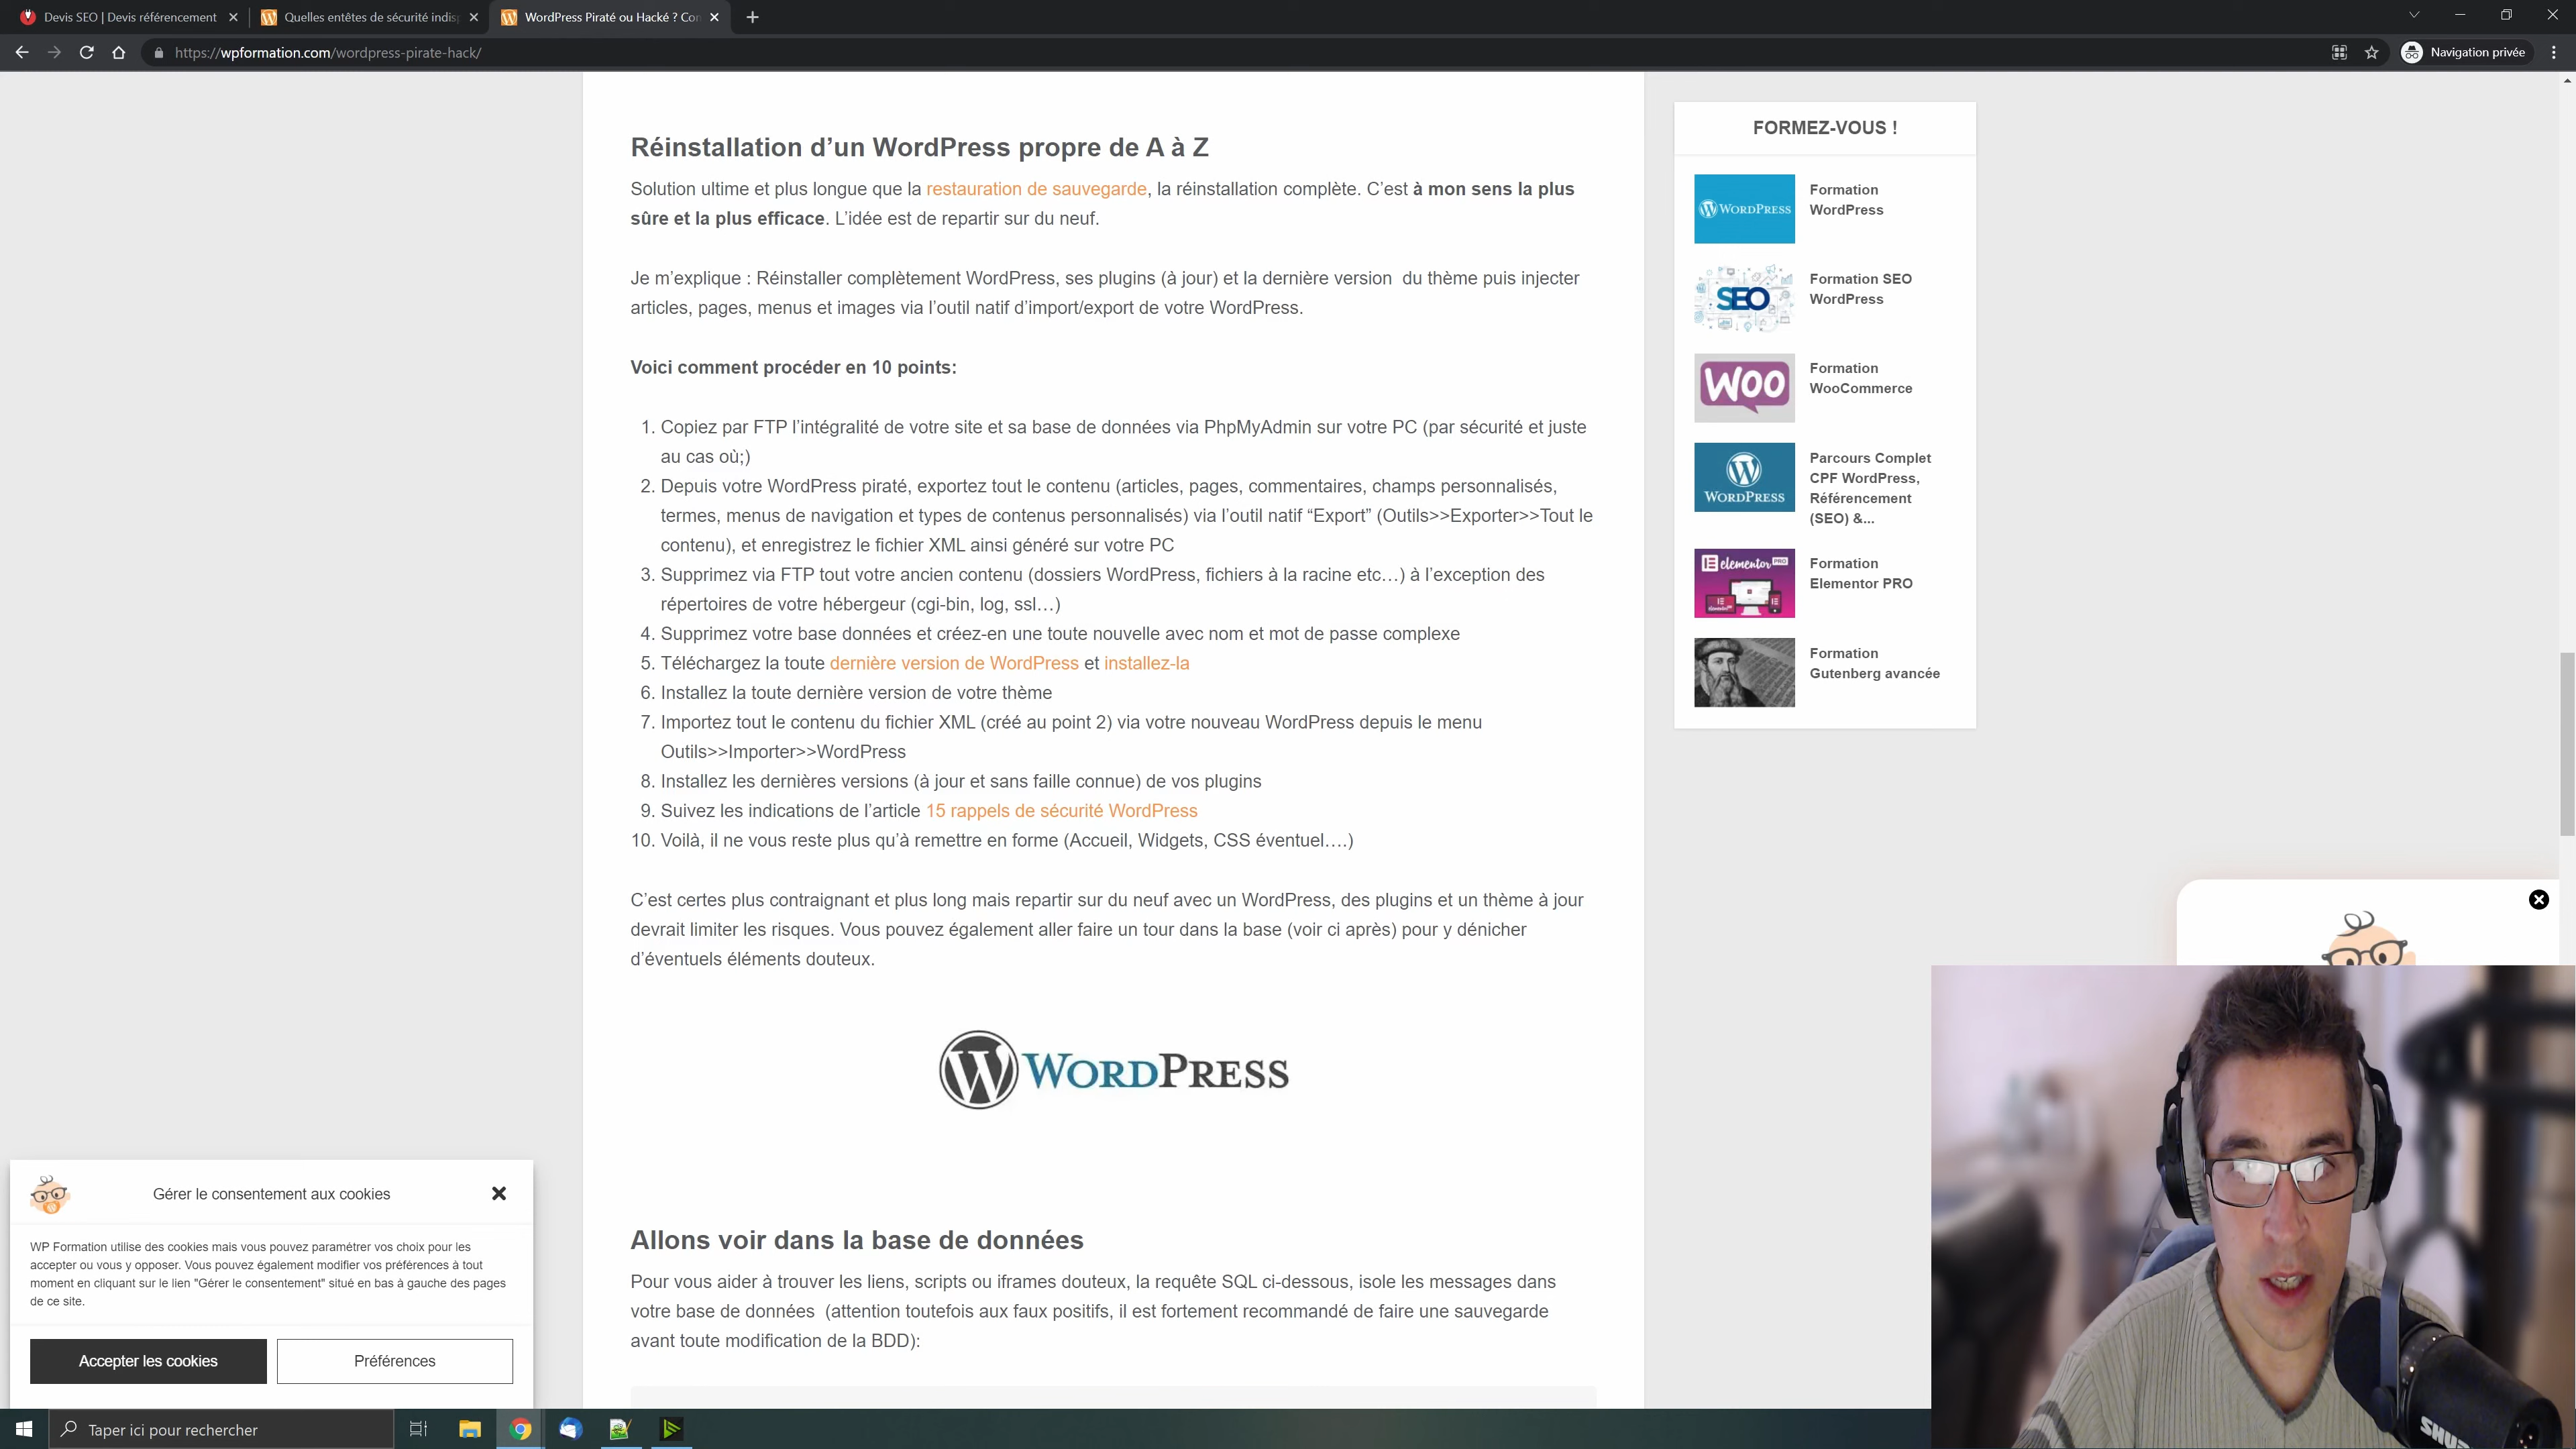 Devis SEO | Devis référencement
Quelles entêtes de sécurité indis
WordPress Piraté ou Hacké ? Con
https://wpformation.com/wordpress-pirate-hack/
Navigation privée
Réinstallation d’un WordPress propre de A à Z
Solution ultime et plus longue que la restauration de sauvegarde, la réinstallation complète. C’est à mon sens la plus
sûre et la plus efficace. L’idée est de repartir sur du neuf.
Je m’explique : Réinstaller complètement WordPress, ses plugins (à jour) et la dernière version du thème puis injecter
articles, pages, menus et images via l’outil natif d’import/export de votre WordPress.
Voici comment procéder en 10 points:
1. Copiez par FTP l’intégralité de votre site et sa base de données via PhpMyAdmin sur votre PC (par sécurité et juste
au cas où;)
2. Depuis votre WordPress piraté, exportez tout le contenu (articles, pages, commentaires, champs personnalisés,
termes, menus de navigation et types de contenus personnalisés) via l’outil natif “Export” (Outils>>Exporter>>Tout le
contenu), et enregistrez le fichier XML ainsi généré sur votre PC
3. Supprimez via FTP tout votre ancien contenu (dossiers WordPress, fichiers à la racine etc…) à l’exception des
répertoires de votre hébergeur (cgi-bin, log, ssl…)
4. Supprimez votre base données et créez-en une toute nouvelle avec nom et mot de passe complexe
5. Téléchargez la toute dernière version de WordPress et installez-la
6. Installez la toute dernière version de votre thème
7. Importez tout le contenu du fichier XML (créé au point 2) via votre nouveau WordPress depuis le menu
Outils>>Importer>>WordPress
8. Installez les dernières versions (à jour et sans faille connue) de vos plugins
9. Suivez les indications de l’article 15 rappels de sécurité WordPress
10. Voilà, il ne vous reste plus qu’à remettre en forme (Accueil, Widgets, CSS éventuel….)
C’est certes plus contraignant et plus long mais repartir sur du neuf avec un WordPress, des plugins et un thème à jour
devrait limiter les risques. Vous pouvez également aller faire un tour dans la base (voir ci après) pour y dénicher
d’éventuels éléments douteux.
WORDPRESS
Allons voir dans la base de données
Pour vous aider à trouver les liens, scripts ou iframes douteux, la requête SQL ci-dessous, isole les messages dans
votre base de données (attention toutefois aux faux positifs, il est fortement recommandé de faire une sauvegarde
avant toute modification de la BDD):
FORMEZ-VOUS !
WORDPRESS
Formation
WordPress
SEO
Formation SEO
WordPress
WOO
Formation
WooCommerce
WORDPRESS
Parcours Complet
CPF WordPress,
Référencement
(SEO) &...
elementor PRO
Formation
Elementor PRO
Formation
Gutenberg avancée
Gérer le consentement aux cookies
WP Formation utilise des cookies mais vous pouvez paramétrer vos choix pour les
accepter ou vous y opposer. Vous pouvez également modifier vos préférences à tout
moment en cliquant sur le lien "Gérer le consentement" situé en bas à gauche des pages
de ce site.
Accepter les cookies
Préférences
Taper ici pour rechercher